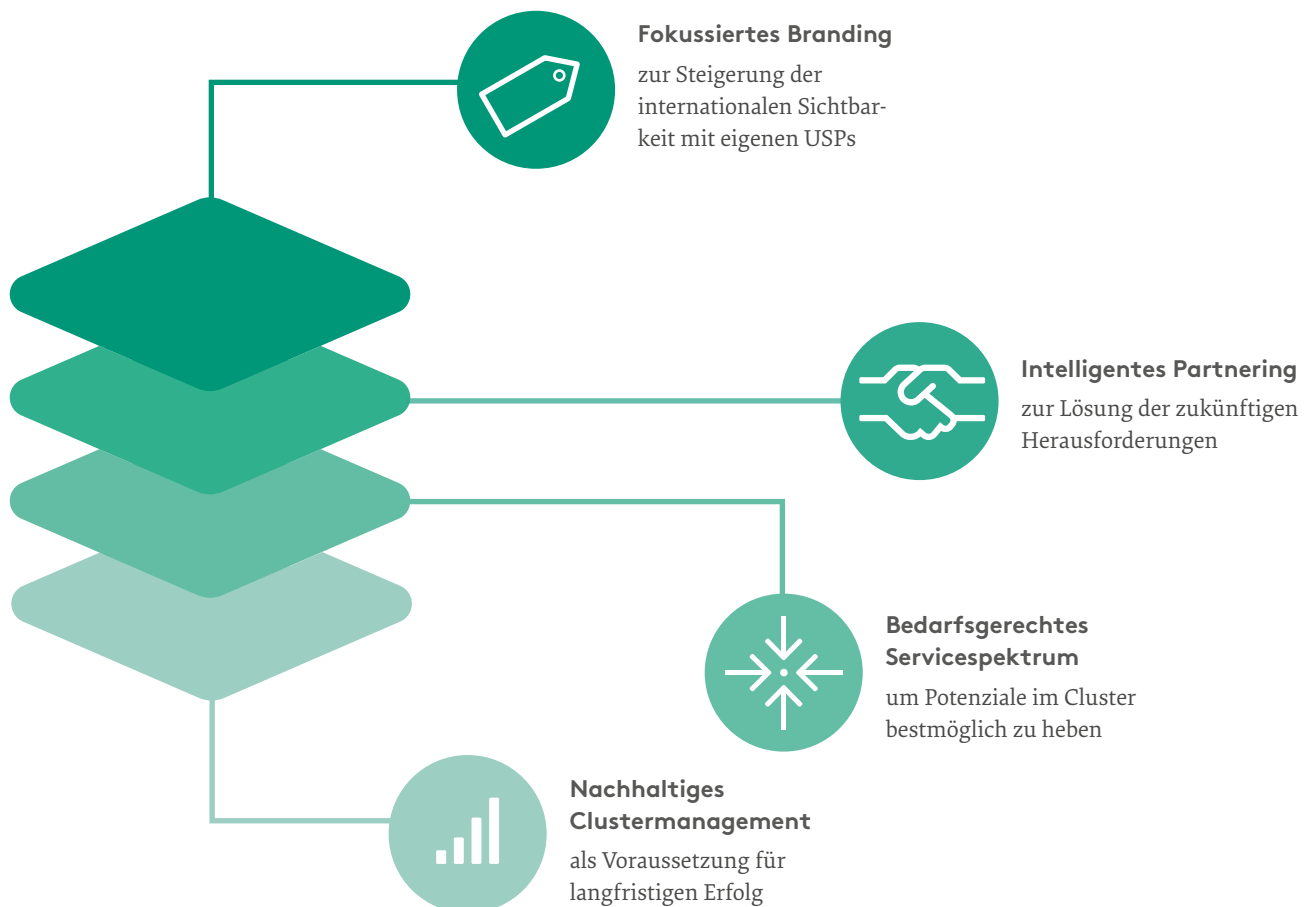 Fokussiertes Branding
zur Steigerung der
internationalen Sichtbar-
keit mit eigenen USPs
Intelligentes Partnering
zur Lösung der zukünftigen
Herausforderungen
Bedarfsgerechtes
Servicespektrum
um Potenziale im Cluster
bestmöglich zu heben
Nachhaltiges
Clustermanagement
als Voraussetzung für
langfristigen Erfolg